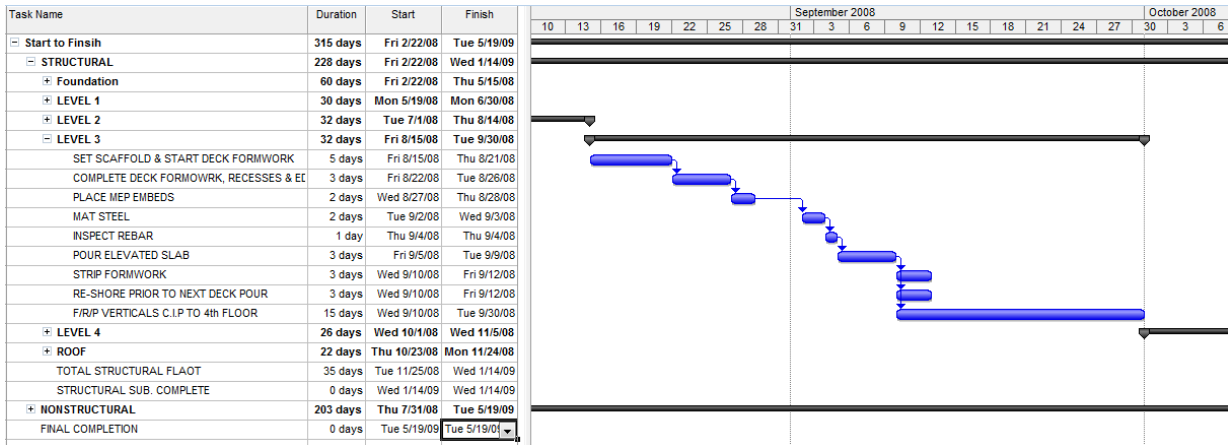 Task Name Duration Start Finish September 2008 October 2008
10 13 16 19 22 25 28 31 3 6 9 12 15 18 21 24 27 30 3 6
Start to Finsih 315 days Fri 2/22/08 Tue 5/19/09
STRUCTURAL 228 days Fri 2/22/08 Wed 1/14/09
Foundation 60 days Fri 2/22/08 Thu 5/15/08
LEVEL 1 30 days Mon 5/19/08 Mon 6/30/08
LEVEL 2 32 days Tue 7/1/08 Thu 8/14/08
LEVEL 3 32 days Fri 8/15/08 Tue 9/30/08
SET SCAFFOLD & START DECK FORMWORK 5 days Fri 8/15/08 Thu 8/21/08
COMPLETE DECK FORMOWRK, RECESSES & 3 days Fri 8/22/08 Tue 8/26/08
PLACE MEP EMBEDS 2 days Wed 8/27/08 Thu 8/28/08
MAT STEEL 2 days Tue 9/2/08 Wed 9/3/08
INSPECT REBAR 1 day Thu 9/4/08 Thu 9/4/08
POUR ELEVATED SLAB 3 days Fri 9/5/08 Tue 9/9/08
STRIP FORMWORK 3 days Wed 9/10/08 Fri 9/12/08
RE-SHORE PRIOR TO NEXT DECK POUR 3 days Wed 9/10/08 Fri 9/12/08
F/R/P VERTICALS C.I.P TO 4th FLOOR 15 days Wed 9/10/08 Tue 9/30/08
LEVEL 4 26 days Wed 10/1/08 Wed 11/5/08
ROOF 22 days Thu 10/23/08 Mon 11/24/08
TOTAL STRUCTURAL FLAOT 35 days Tue 11/25/08 Wed 1/14/09
STRUCTURAL SUB. COMPLETE 0 days Wed 1/14/09 Wed 1/14/09
NONSTRUCTURAL 203 days Thu 7/31/08 Tue 5/19/09
FINAL COMPLETION 0 days Tue 5/19/09 Tue